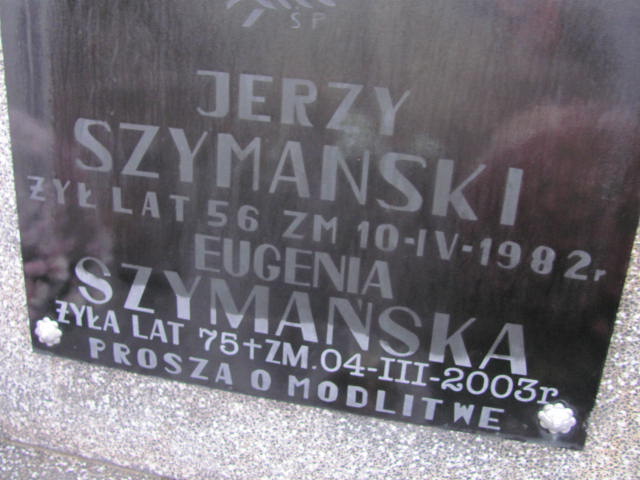 SP
JERZY
SZYMAŃSKI
ŻYŁ LAT 56 ZM 10-IV-1982r
EUGENIA
SZYMAŃSKA
ŻYŁA LAT 75+ZM.04-III-2003r
PROSZĄ O MODLITWE